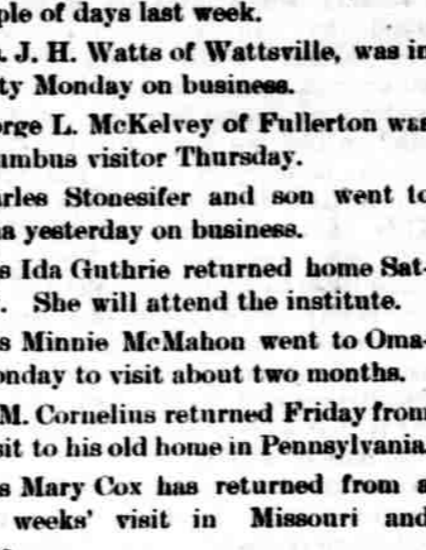 ple of days last week.
. J. H. Watts of Wattsville, was in
ty Monday on business.
orge L. McKelvey of Fullerton was
umbus visitor Thursday.
arles Stonesifer and son went to
a yesterday on business.
s Ida Guthrie returned home Sat-
. She will attend the institute.
s Minnie McMahon went to Oma-
onday to visit about two months.
M. Cornelius returned Friday from
sit to his old home in Pennsylvania
s Mary Cox has returned from a
weeks' visit in Missouri and